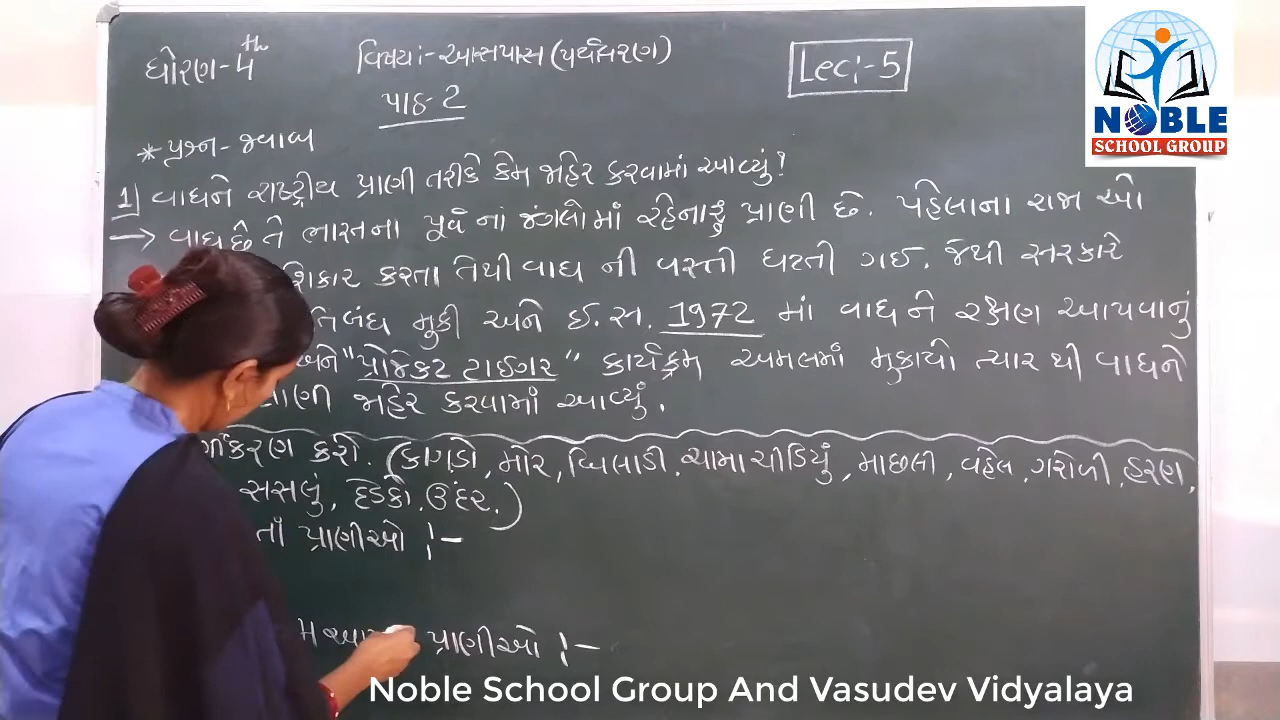 ધોરણ-4th
વિષય:- આસપાસ (પર્યાવરણ)
Lec:-5
પાઠ-2
NOBLE
SCHOOL GROUP
* પ્રશ્ન-જવાબ
1) વાઘને રાષ્ટ્રીય પ્રાણી તરીકે કેમ જાહેર કરવામાં આવ્યું?
→ વાઘ છે તે ભારતના પૂર્વ નાં જંગલોમાં રહેનારું પ્રાણી છે. પહેલાના રાજા ઓ
શિકાર કરતા તેથી વાઘ ની વસ્તી ઘટતી ગઈ. જેથી સરકારે
તિબંધ મુકી અને ઈ.સ. 1972 માં વાઘ ને રક્ષણ આપવાનું
અને "પ્રોજેકટ ટાઈગર" કાર્યક્રમ અમલમાં મુકાયો ત્યાર થી વાઘને
જાહેર કરવામાં આવ્યું.
કરણ કરો. (કાગડો, મોર, બિલાડી, ચામાચીડિયું, માછલી, વહેલ, ગરોળી, હરણ,
સસલું, દેડકો, ઉંદર.)
તાં પ્રાણીઓ :-
પ્રાણીઓ :-
Noble School Group And Vasudev Vidyalaya